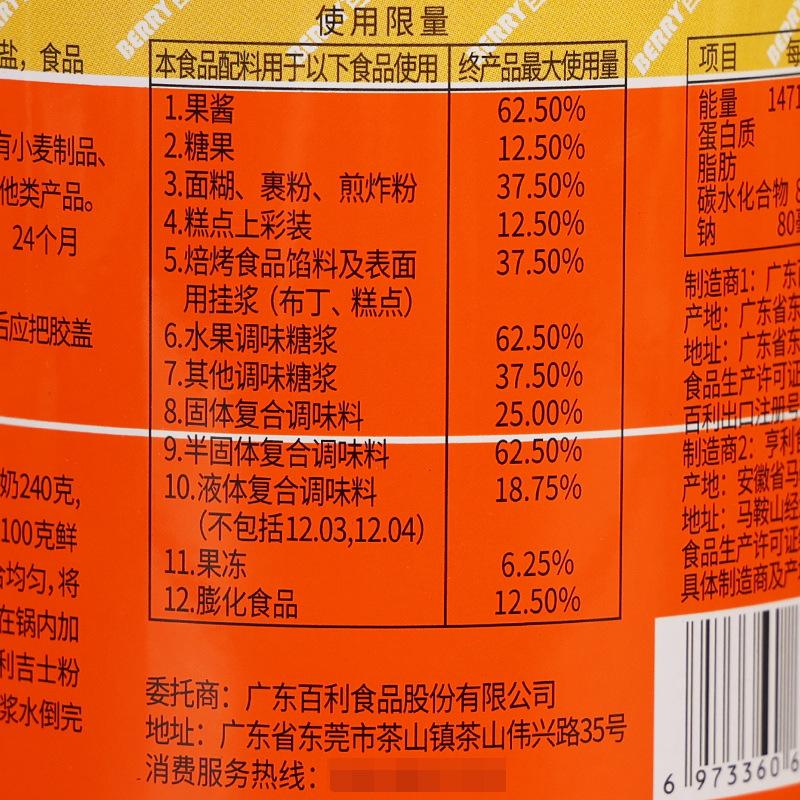 使用限量
本食品配料用于以下食品使用 终产品最大使用量
1.果酱 62.50%
2.糖果 12.50%
3.面糊、裹粉、煎炸粉 37.50%
4.糕点上彩装 12.50%
5.焙烤食品馅料及表面 37.50%
用挂浆（布丁、糕点）
6.水果调味糖浆 62.50%
7.其他调味糖浆 37.50%
8.固体复合调味料 25.00%
9.半固体复合调味料 62.50%
10.液体复合调味料 18.75%
（不包括12.03,12.04）
11.果冻 6.25%
12.膨化食品 12.50%
委托商：广东百利食品股份有限公司
地址：广东省东莞市茶山镇茶山伟兴路35号
消费服务热线：
盐，食品
有小麦制品、
他类产品。
24个月
后应把胶盖
奶240克，
100克鲜
合均匀，将
在锅内加
利吉士粉
浆水倒完
项目 每
能量 1471
蛋白质
脂肪
碳水化合物 8
钠 80
制造商1：广东
产地：广东省东
地址：广东省东
食品生产许可证
百利出口注册号
制造商2：亨利
产地：安徽省马
地址：马鞍山经
食品生产许可证
具体制造商及产
6 973360 6
BERRY
BERRY
BERRY
BERRY
BERRY